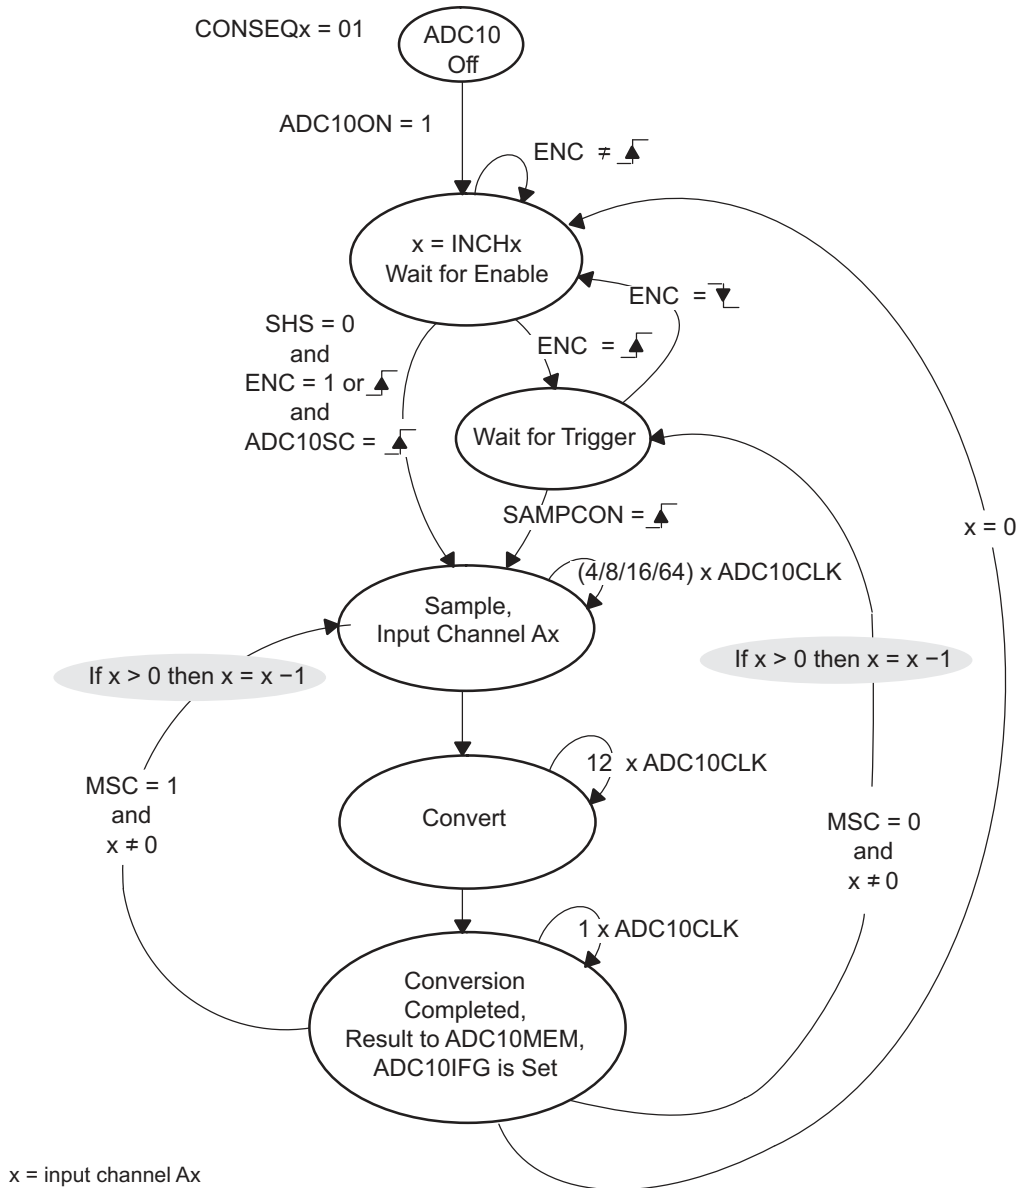 CONSEQx = 01
ADC10
Off
ADC10ON = 1
ENC ≠
x = INCHx
Wait for Enable
ENC =
SHS = 0
and
ENC = 1 or
and
ADC10SC =
ENC =
Wait for Trigger
SAMPCON =
x = 0
(4/8/16/64) x ADC10CLK
Sample,
Input Channel Ax
If x > 0 then x = x −1
If x > 0 then x = x −1
12 x ADC10CLK
MSC = 1
and
x ≠ 0
Convert
MSC = 0
and
x ≠ 0
1 x ADC10CLK
Conversion
Completed,
Result to ADC10MEM,
ADC10IFG is Set
x = input channel Ax